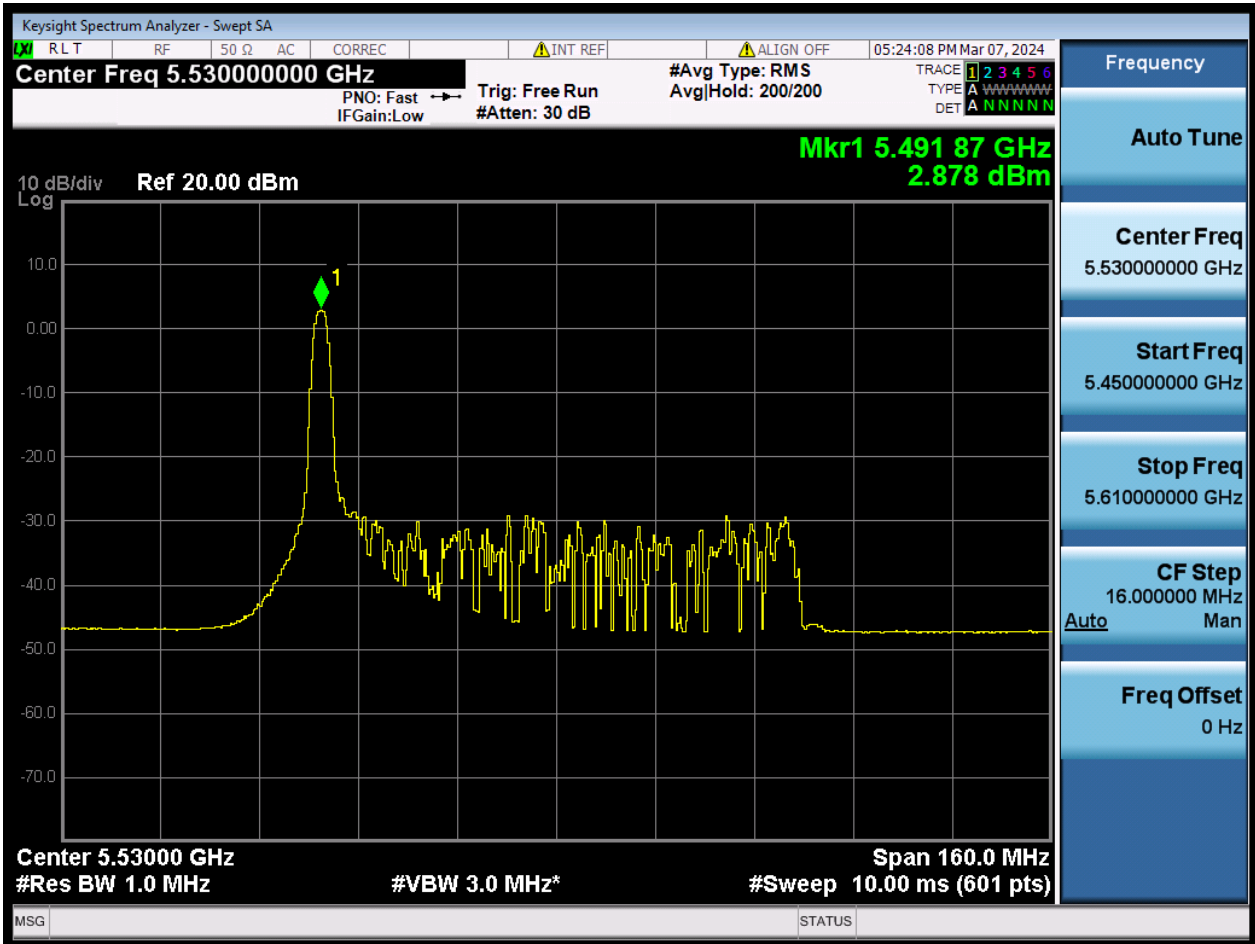 Keysight Spectrum Analyzer - Swept SA
LXI RLT RF 50 Ω AC CORREC INT REF ALIGN OFF 05:24:08 PM Mar 07, 2024
Center Freq 5.530000000 GHz
PNO: Fast
IFGain:Low
Trig: Free Run
#Atten: 30 dB
#Avg Type: RMS
Avg|Hold: 200/200
TRACE 1 2 3 4 5 6
TYPE A WWWWW
DET A N N N N N
Mkr1 5.491 87 GHz
2.878 dBm
10 dB/div Ref 20.00 dBm
Log
10.0
1
0.00
-10.0
-20.0
-30.0
-40.0
-50.0
-60.0
-70.0
Center 5.53000 GHz Span 160.0 MHz
#Res BW 1.0 MHz #VBW 3.0 MHz* #Sweep 10.00 ms (601 pts)
MSG STATUS
Frequency
Auto Tune
Center Freq
5.530000000 GHz
Start Freq
5.450000000 GHz
Stop Freq
5.610000000 GHz
CF Step
16.000000 MHz
Auto Man
Freq Offset
0 Hz